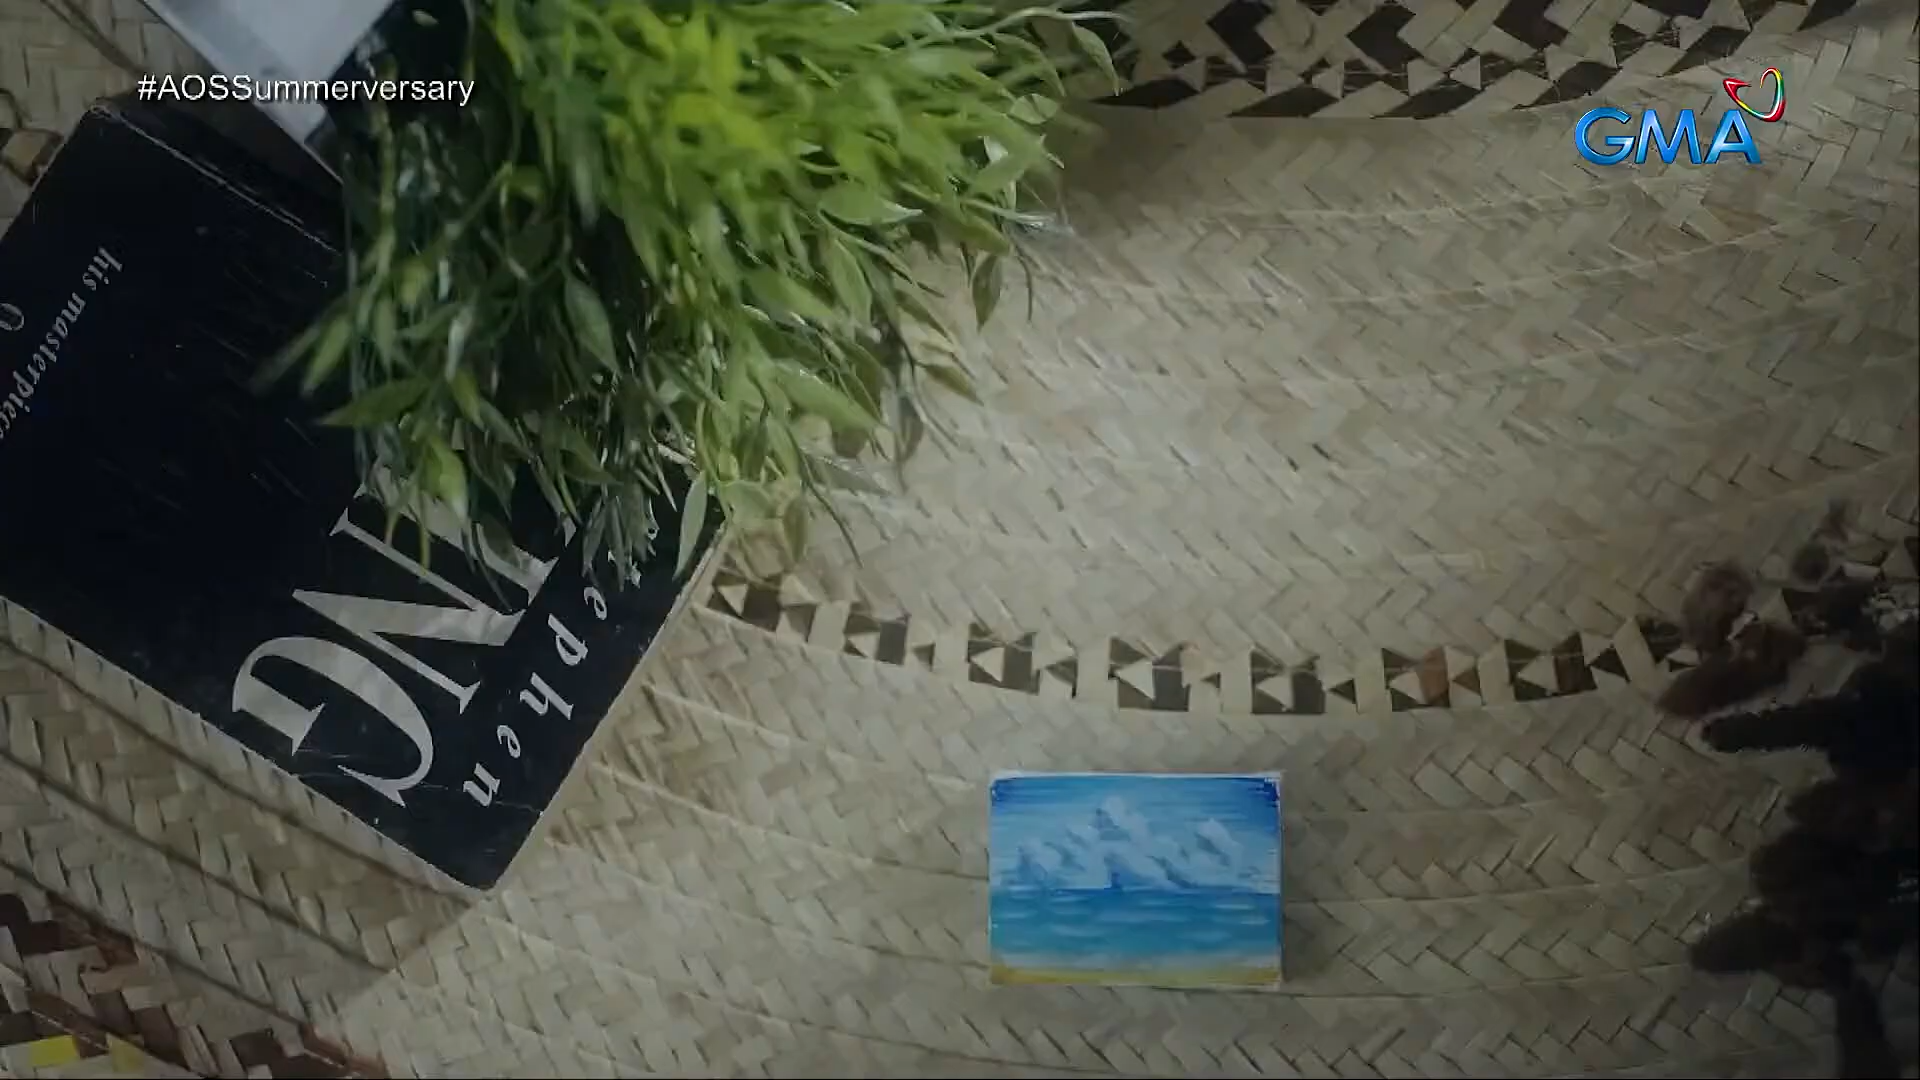 #AOSSummerversary
GMA
his masterpiece
KING
Stephen